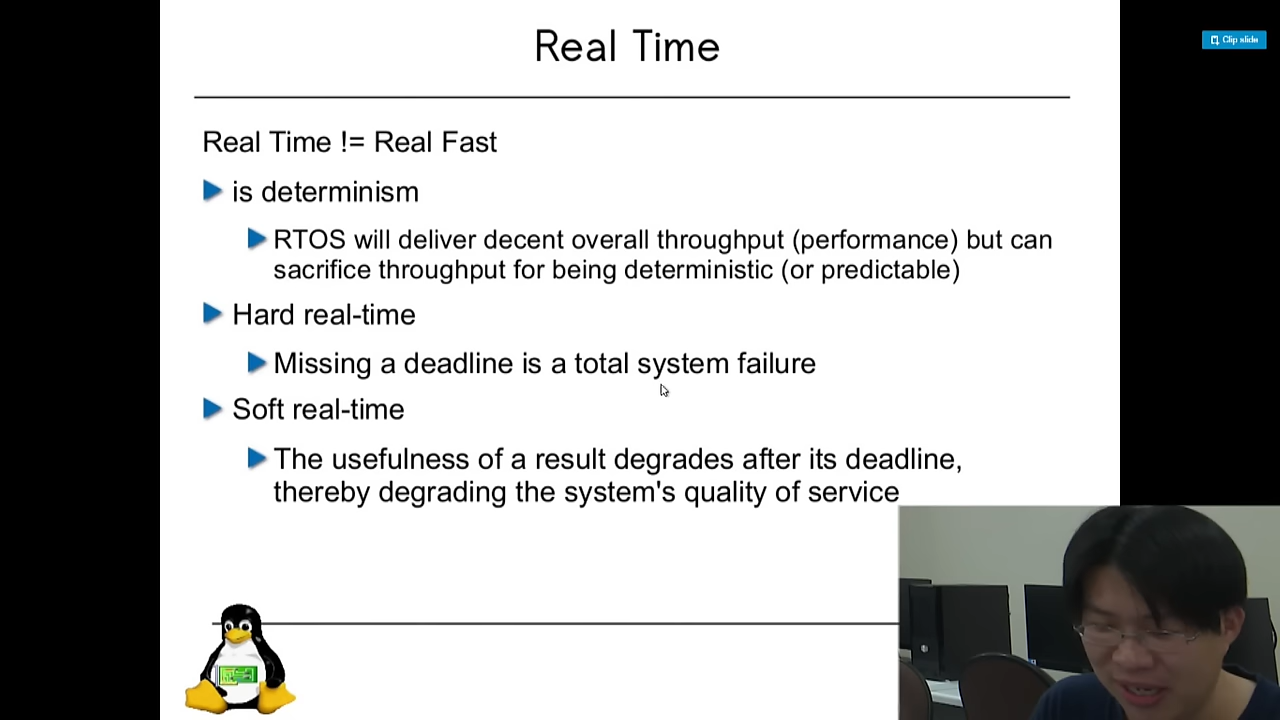 Real Time
Clip slide
Real Time != Real Fast
is determinism
RTOS will deliver decent overall throughput (performance) but can
sacrifice throughput for being deterministic (or predictable)
Hard real-time
Missing a deadline is a total system failure
Soft real-time
The usefulness of a result degrades after its deadline,
thereby degrading the system's quality of service